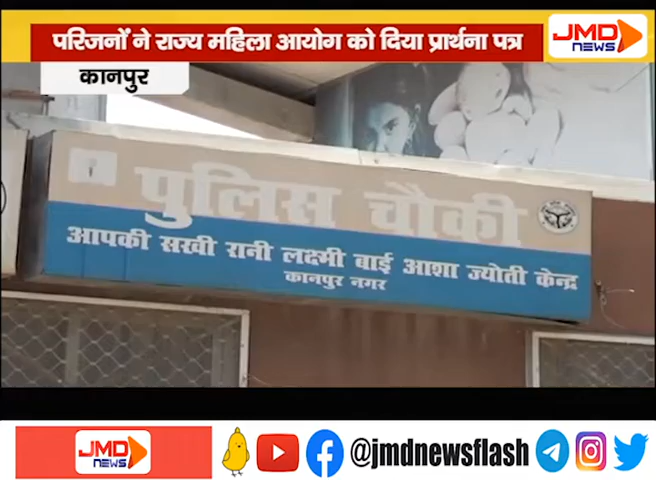 परिजनों ने राज्य महिला आयोग को दिया प्रार्थना पत्र
JMD
NEWS
कानपुर
पुलिस चौकी
आपकी सखी रानी लक्ष्मी बाई आशा ज्योती केन्द्र
कानपुर नगर
JMD
NEWS
@jmdnewsflash